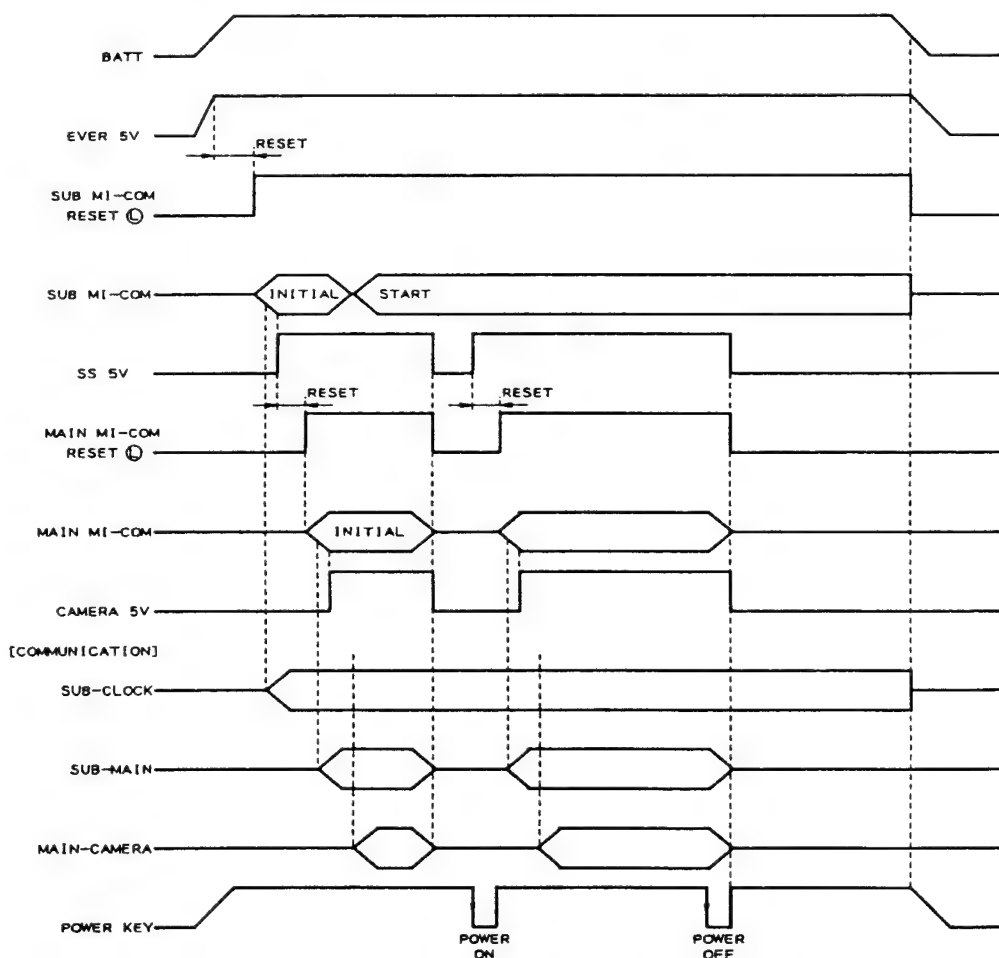 BATT
EVER 5V
RESET
SUB MI-COM
RESET Ⓛ
SUB MI-COM
INITIAL
START
SS 5V
RESET
RESET
MAIN MI-COM
RESET Ⓛ
MAIN MI-COM
INITIAL
CAMERA 5V
[COMMUNICATION]
SUB-CLOCK
SUB-MAIN
MAIN-CAMERA
POWER KEY
POWER
ON
POWER
OFF